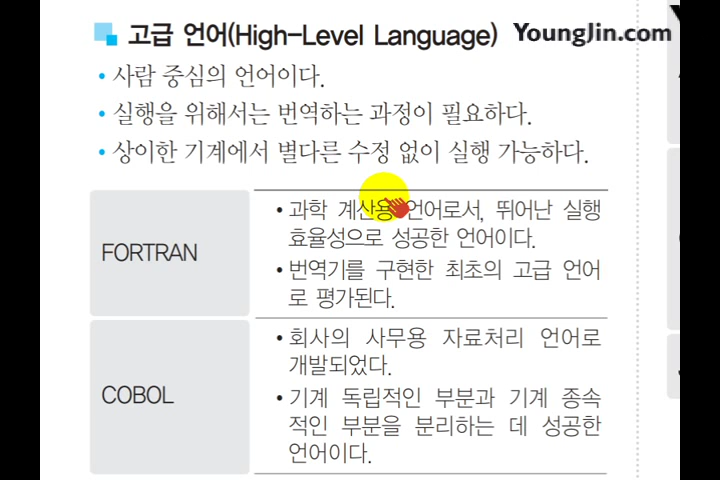 고급 언어(High-Level Language)
YoungJin.com
• 사람 중심의 언어이다.
• 실행을 위해서는 번역하는 과정이 필요하다.
• 상이한 기계에서 별다른 수정 없이 실행 가능하다.
FORTRAN
• 과학 계산용 언어로서, 뛰어난 실행
효율성으로 성공한 언어이다.
• 번역기를 구현한 최초의 고급 언어
로 평가된다.
COBOL
• 회사의 사무용 자료처리 언어로
개발되었다.
• 기계 독립적인 부분과 기계 종속
적인 부분을 분리하는 데 성공한
언어이다.